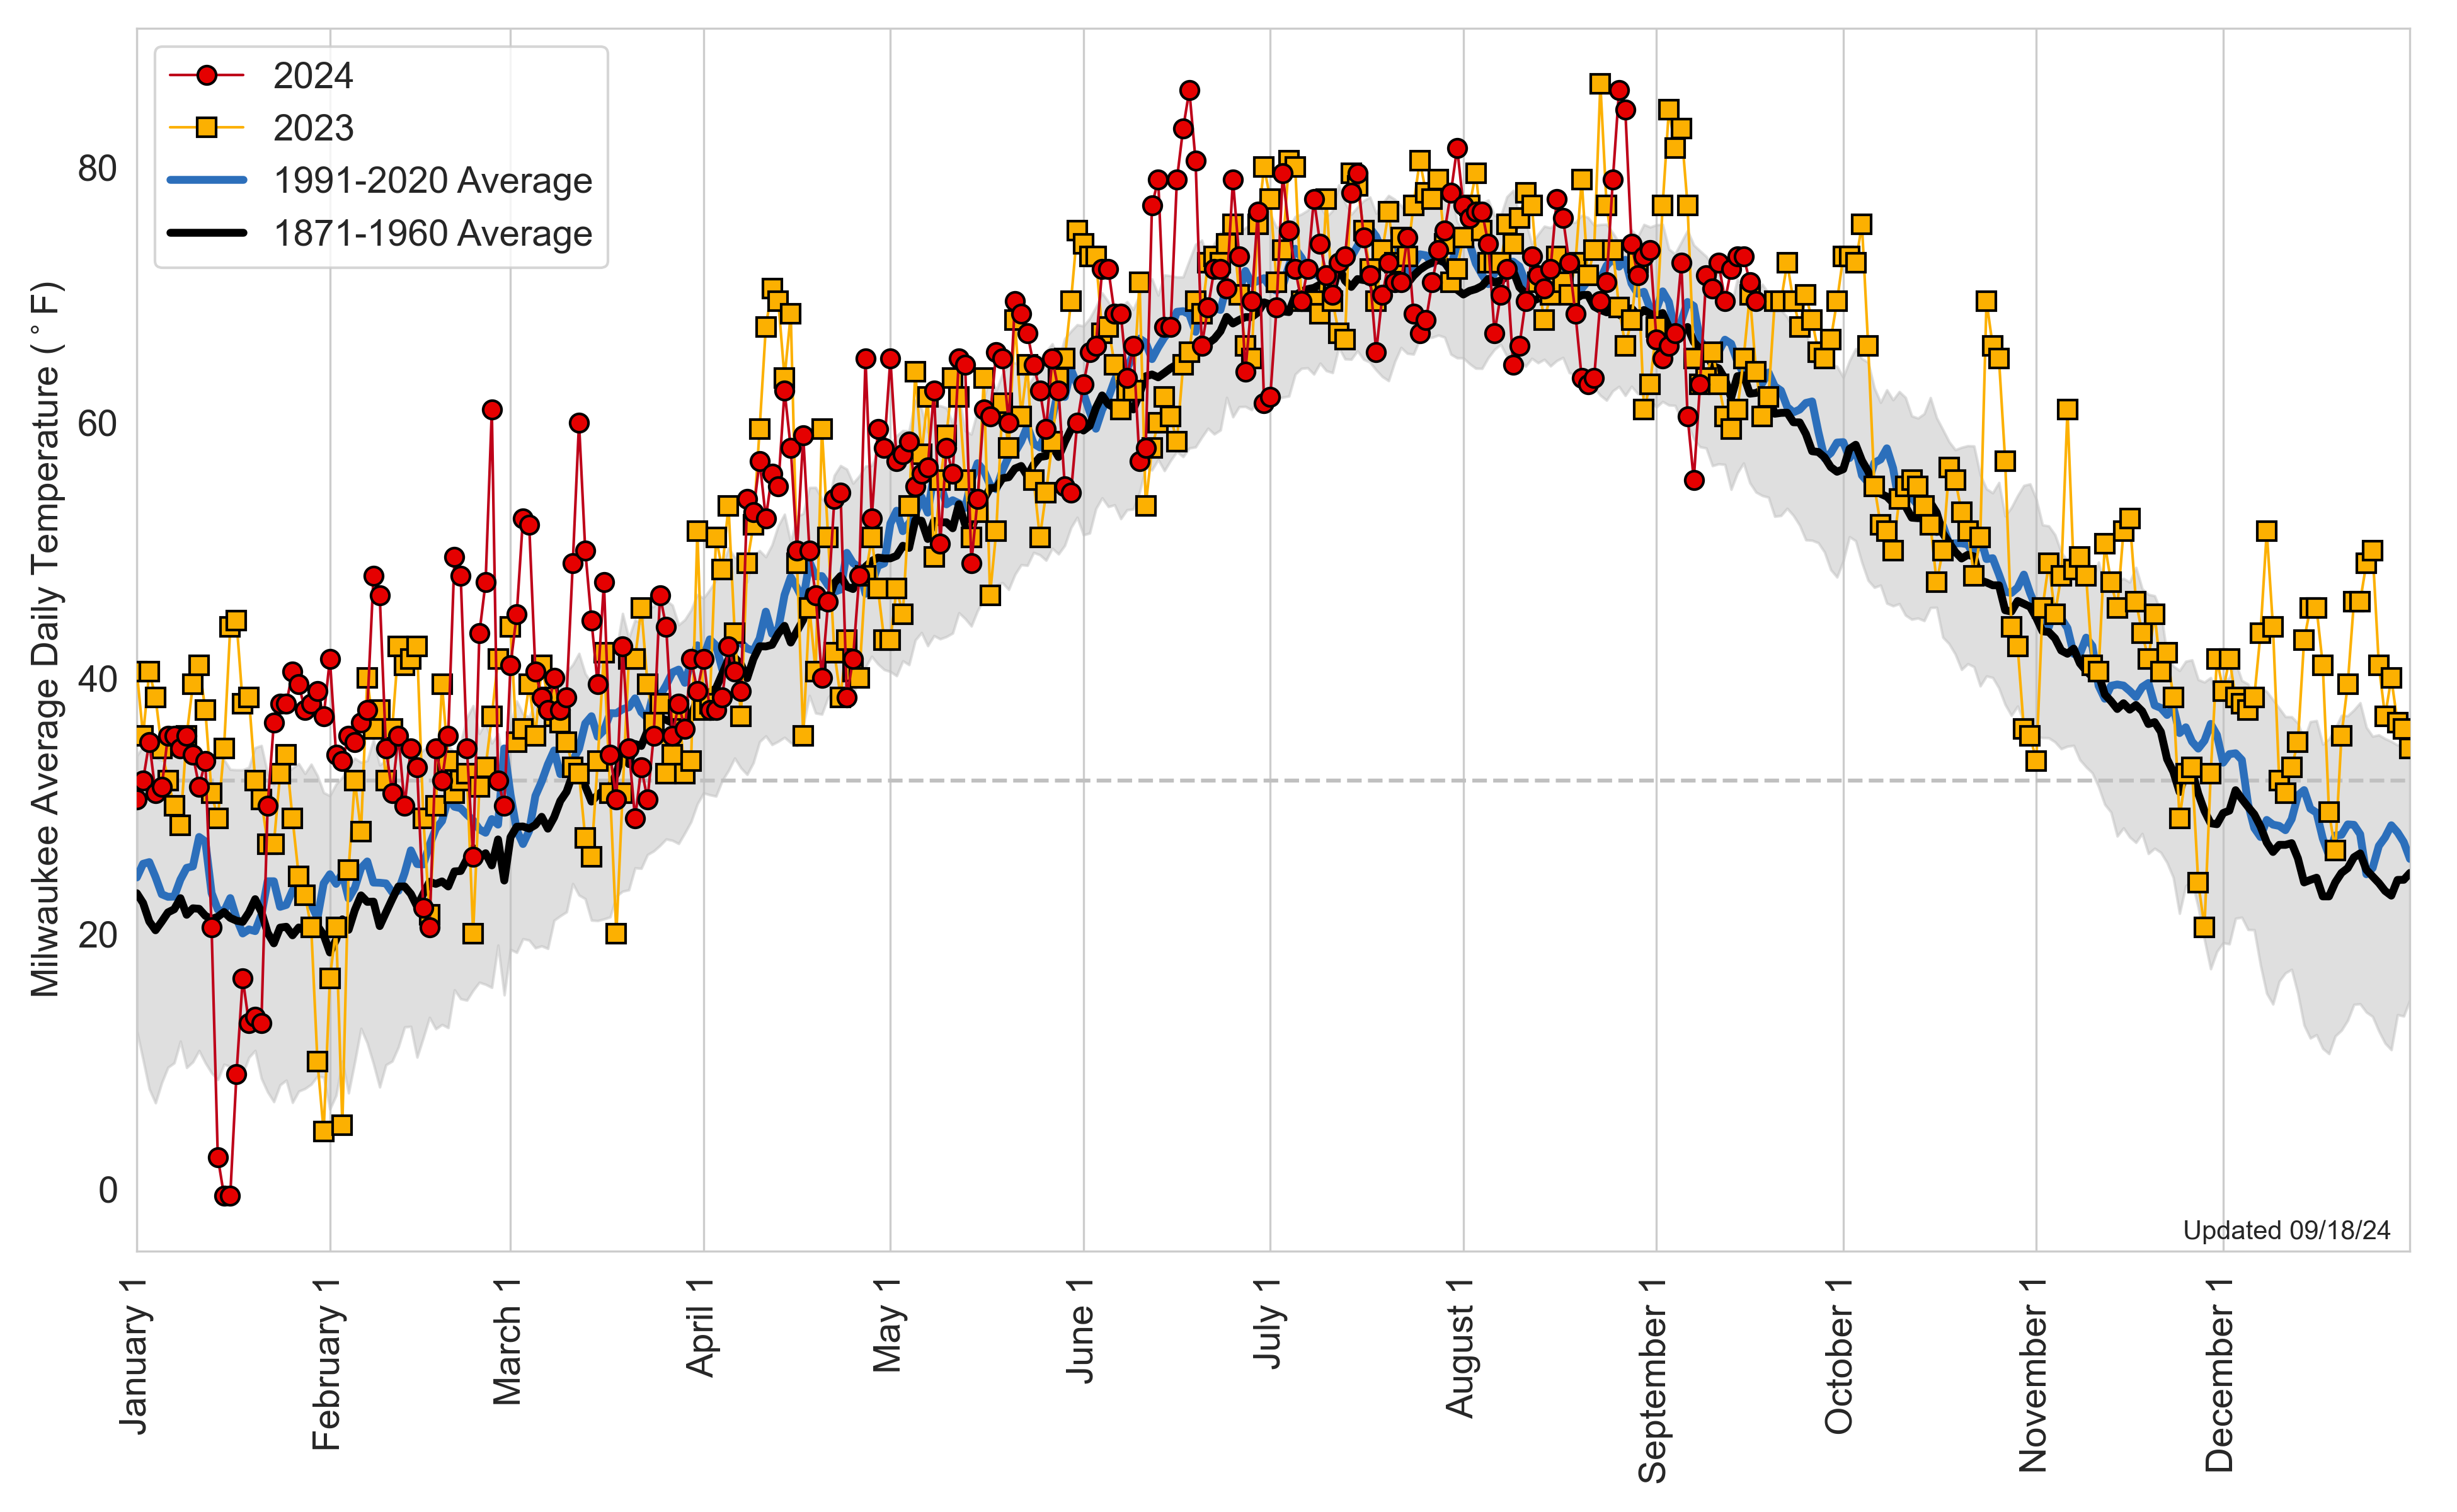 2024
2023
1991-2020 Average
1871-1960 Average
Milwaukee Average Daily Temperature (°F)
80
60
40
20
0
Updated 09/18/24
January 1
February 1
March 1
April 1
May 1
June 1
July 1
August 1
September 1
October 1
November 1
December 1